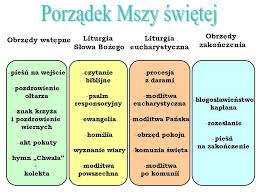 Porządek Mszy świętej
Obrzędy wstępne
-pieśń na wejście
-pozdrowienie
ołtarza
-znak krzyża
i pozdrowienie
wiernych
-akt pokuty
-hymn „Chwała"
-
kolekta
Liturgia
Słowa Bożego
-czytanie
biblijne
-psalm
responsoryjny
-ewangelia
-homilia
-wyznanie wiary
-modlitwa
powszechna
Liturgia
eucharystyczna
-procesja
z darami
-modlitwa
eucharystyczna
-modlitwa Pańska
-obrzęd pokoju
-komunia święta
-modlitwa
po komunii
Obrzędy
zakończenia
-błogosławieństwo
kapłana
-rozesłanie
-pieśń
na zakończenie